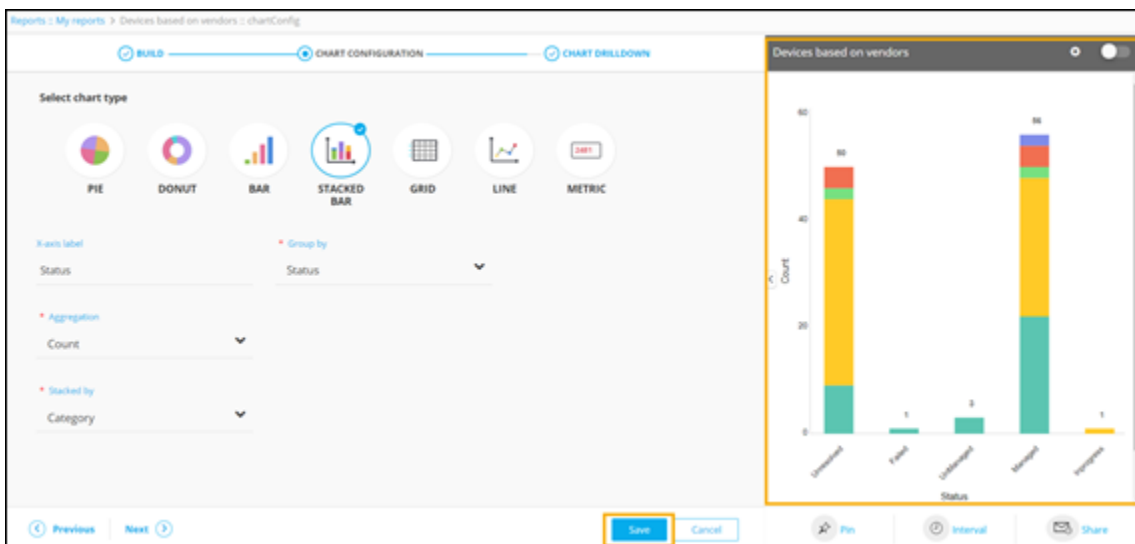 Reports :: My reports > Devices based on vendors :: chartConfig
BUILD
CHART CONFIGURATION
CHART DRILLDOWN
Devices based on vendors
Select chart type
PIE
DONUT
BAR
STACKED
BAR
GRID
LINE
METRIC
X-axis label
* Group by
Status
Status
* Aggregation
Count
* Stacked by
Category
60
40
20
0
Count
50
1
3
56
1
Unresolved
Failed
UnManaged
Managed
Inprogress
Status
Previous
Next
Save
Cancel
Pin
Interval
Share